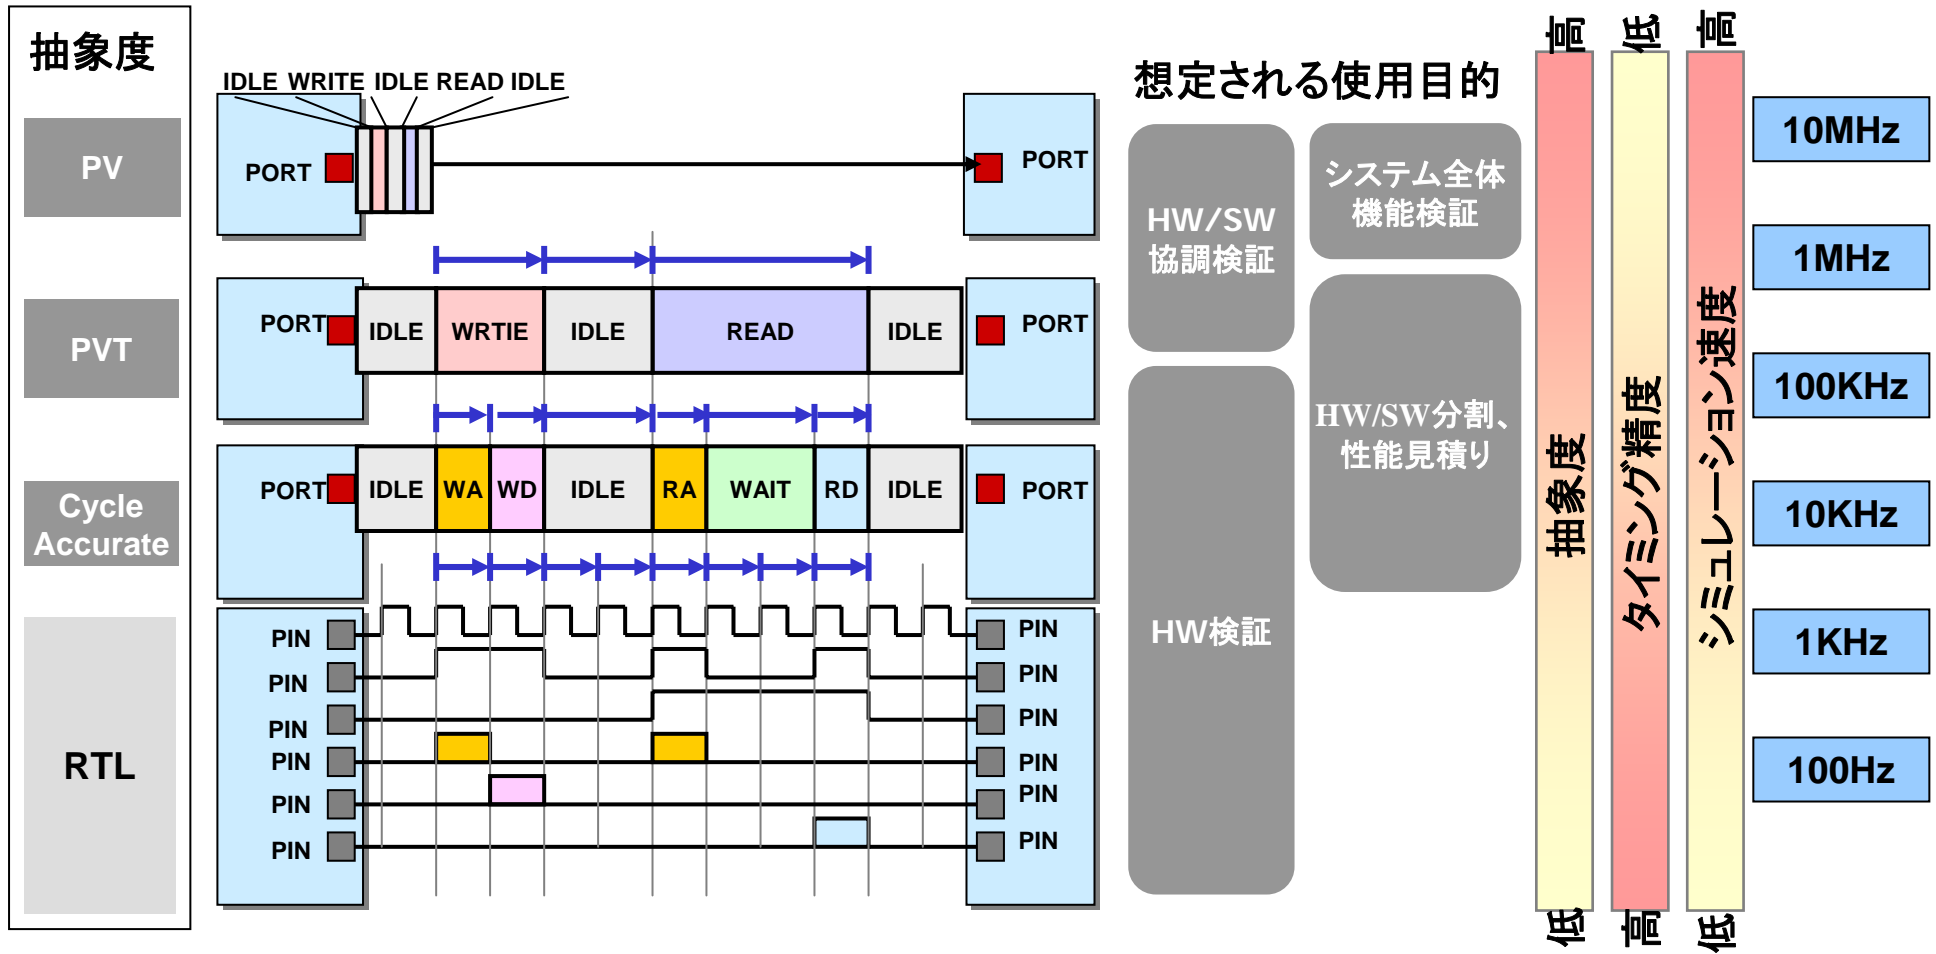 抽象度
PV
PVT
Cycle
Accurate
RTL
IDLE WRITE IDLE READ IDLE
PORT
PORT
PORT
IDLE
WRTIE
IDLE
READ
IDLE
PORT
PORT
IDLE
WA
WD
IDLE
RA
WAIT
RD
IDLE
PORT
PIN
PIN
PIN
PIN
PIN
PIN
PIN
PIN
PIN
PIN
PIN
PIN
想定される使用目的
HW/SW
協調検証
システム全体
機能検証
HW/SW分割、
性能見積り
HW検証
高
抽象度
低
低
タイミング精度
高
高
シミュレーション速度
低
10MHz
1MHz
100KHz
10KHz
1KHz
100Hz